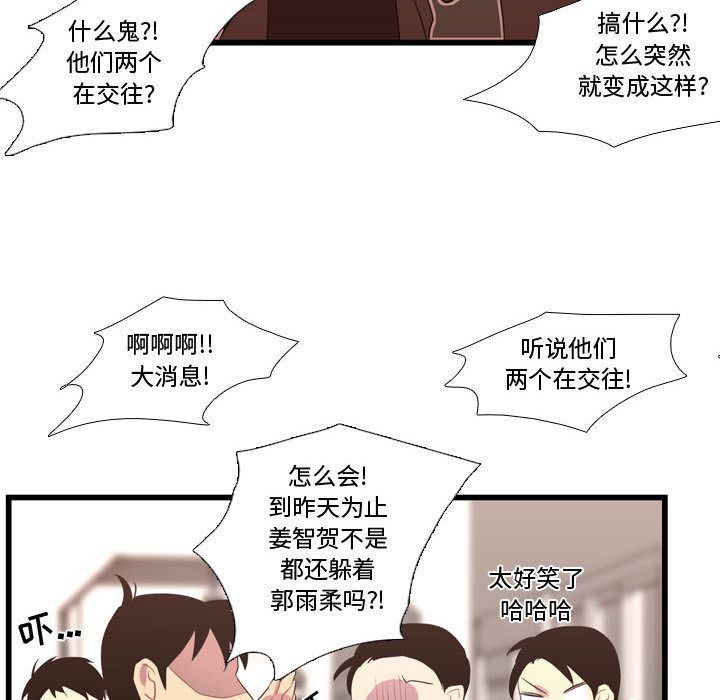 什么鬼?!
他们两个
在交往?
搞什么?!
怎么突然
就变成这样?
啊啊啊!!
大消息!
听说他们
两个在交往!
怎么会!
到昨天为止
姜智贺不是
都还躲着
郭雨柔吗?!
太好笑了
哈哈哈
吓...